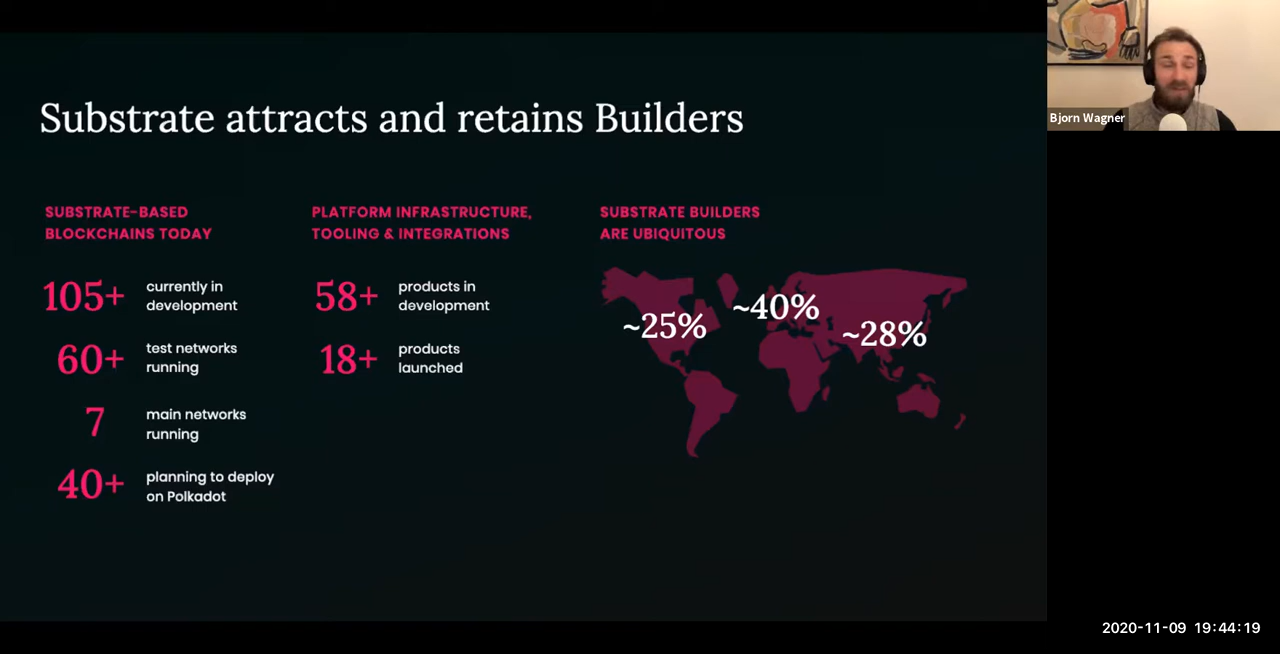 Substrate attracts and retains Builders
SUBSTRATE-BASED
BLOCKCHAINS TODAY
105+
currently in
development
60+
test networks
running
7
main networks
running
40+
planning to deploy
on Polkadot
PLATFORM INFRASTRUCTURE,
TOOLING & INTEGRATIONS
58+
products in
development
18+
products
launched
SUBSTRATE BUILDERS
ARE UBIQUITOUS
~25%
~40%
~28%
Bjorn Wagner
2020-11-09 19:44:19